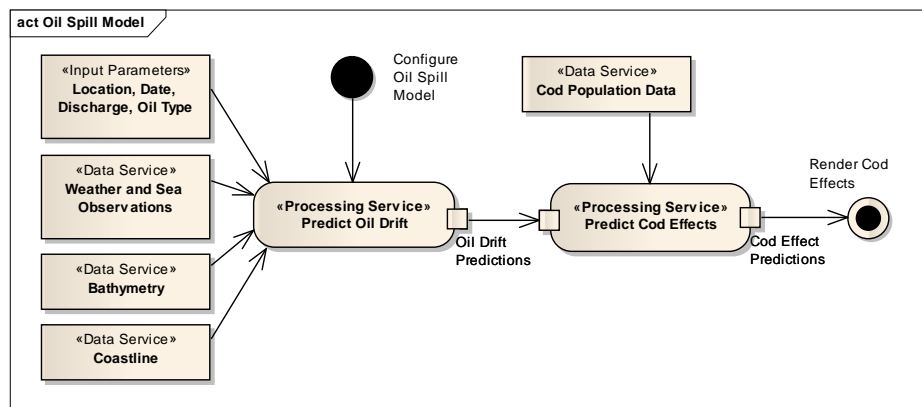 act Oil Spill Model
«Input Parameters»
Location, Date,
Discharge, Oil Type
Configure
Oil Spill
Model
«Data Service»
Cod Population Data
«Data Service»
Weather and Sea
Observations
«Processing Service»
Predict Oil Drift
Oil Drift
Predictions
«Processing Service»
Predict Cod Effects
Cod Effect
Predictions
Render Cod
Effects
«Data Service»
Bathymetry
«Data Service»
Coastline